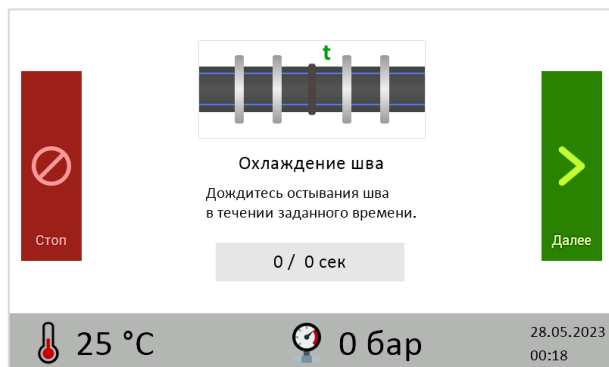 t
Охлаждение шва
Дождитесь остывания шва
в течении заданного времени.
0 / 0 сек
Стоп
Далее
25 °C
0 бар
28.05.2023
00:18